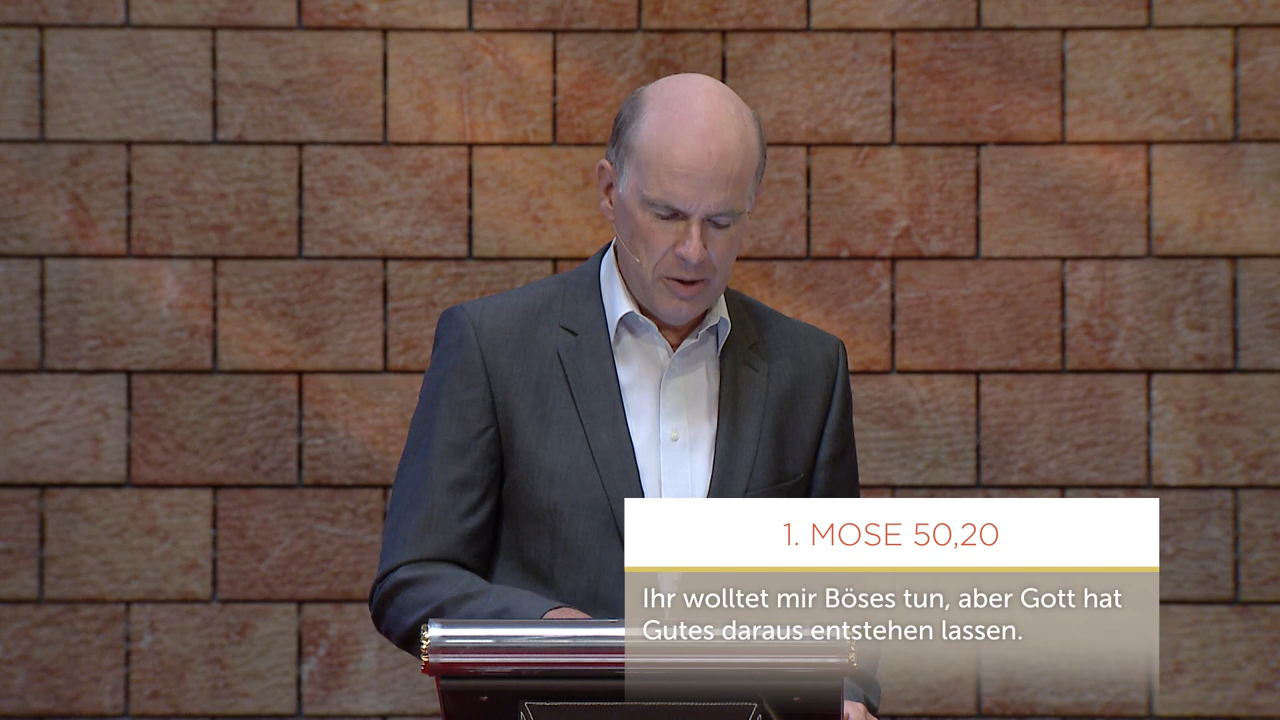 1. MOSE 50,20
Ihr wolltet mir Böses tun, aber Gott hat
Gutes daraus entstehen lassen.